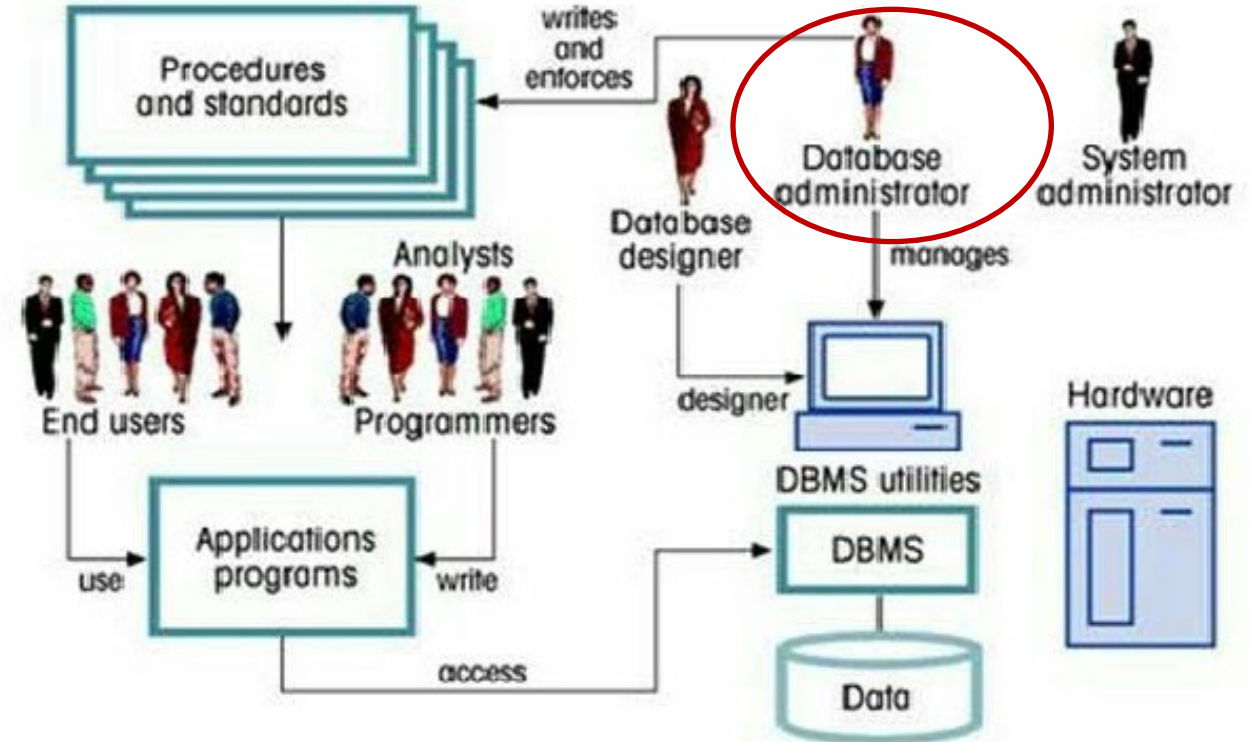 Procedures
and standards
writes
and
enforces
Database
administrator
System
administrator
Database
designer
manages
Analysts
End users
Programmers
designer
Hardware
DBMS utilities
Applications
programs
use
write
DBMS
access
Data